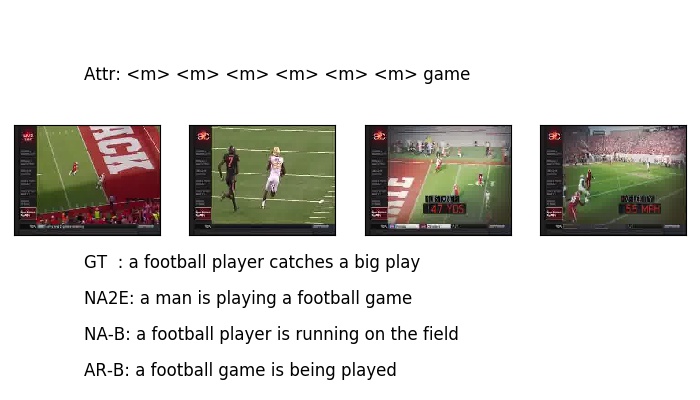 Attr: <m> <m> <m> <m> <m> <m> game
ACK
7
47 YDS
55 MPH
GT : a football player catches a big play
NA2E: a man is playing a football game
NA-B: a football player is running on the field
AR-B: a football game is being played